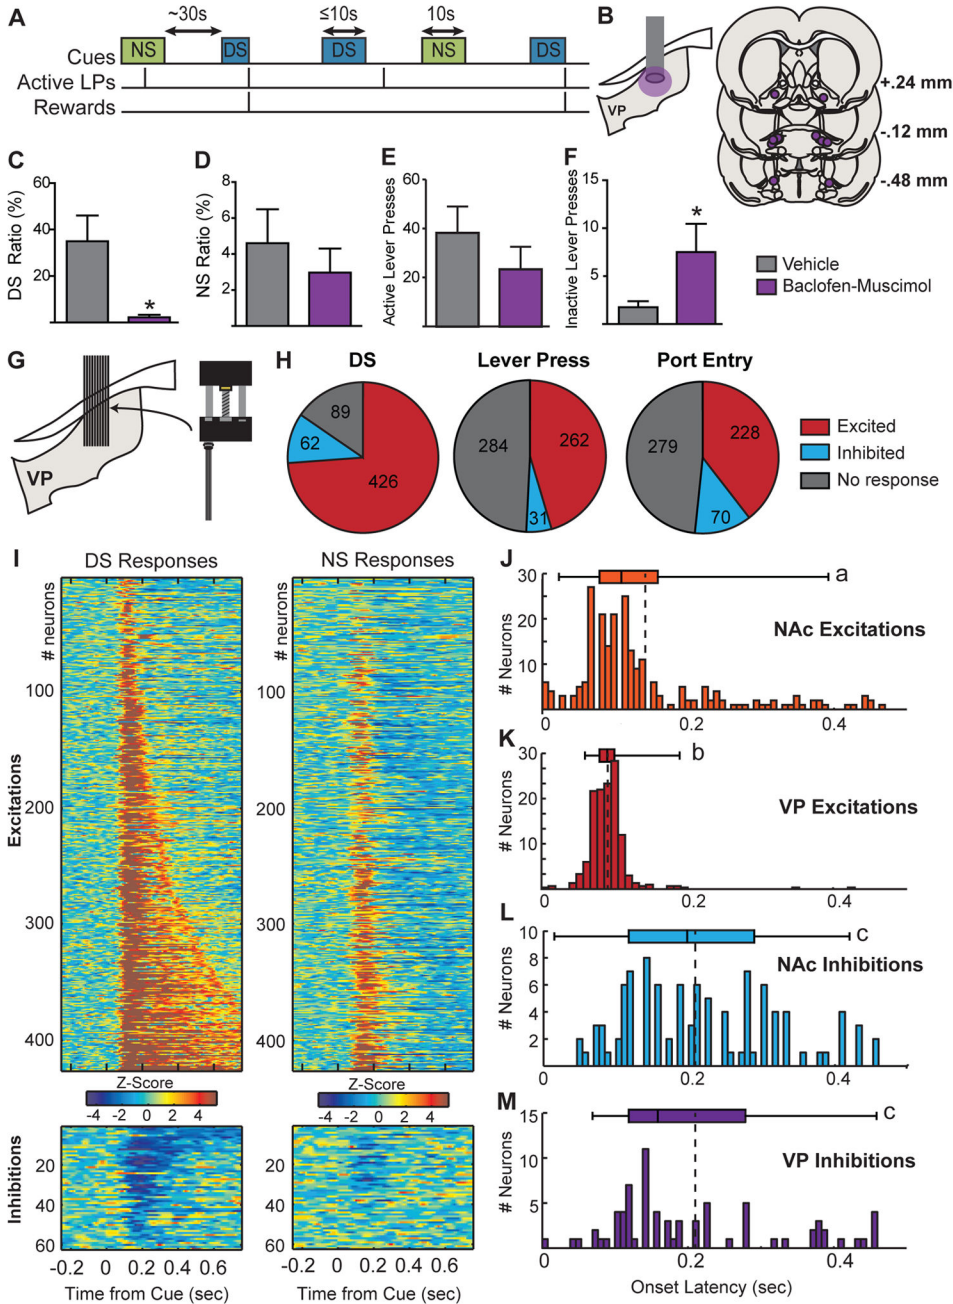 A
~30s
≤10s
10s
Cues
NS
DS
DS
NS
DS
Active LPs
Rewards
B
VP
+.24 mm
-.12 mm
-.48 mm
C
DS Ratio (%)
60
40
20
*
D
NS Ratio (%)
8
6
4
2
E
Active Lever Presses
60
40
20
F
Inactive Lever Presses
15
10
5
*
Vehicle
Baclofen-Muscimol
G
VP
H
DS
89
62
426
Lever Press
284
262
31
Port Entry
279
228
70
Excited
Inhibited
No response
I
DS Responses
NS Responses
# neurons
100
200
300
400
Excitations
# neurons
100
200
300
400
Z-Score
-4 -2 0 2 4
Z-Score
-4 -2 0 2 4
Inhibitions
20
40
60
20
40
60
-0.2 0 0.2 0.4 0.6
-0.2 0 0.2 0.4 0.6
Time from Cue (sec)
Time from Cue (sec)
J
30
20
10
# Neurons
a
NAc Excitations
0 0.2 0.4
K
30
20
10
# Neurons
b
VP Excitations
0 0.2 0.4
L
10
8
6
4
2
# Neurons
c
NAc Inhibitions
0 0.2 0.4
M
15
10
5
# Neurons
c
VP Inhibitions
0 0.2 0.4
Onset Latency (sec)